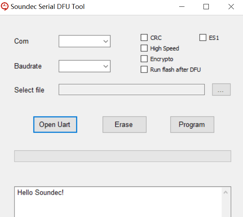 Soundec Serial DFU Tool
Com
CRC
ES1
High Speed
Encrypto
Baudrate
Run flash after DFU
Select file
...
Open Uart
Erase
Program
Hello Soundec!